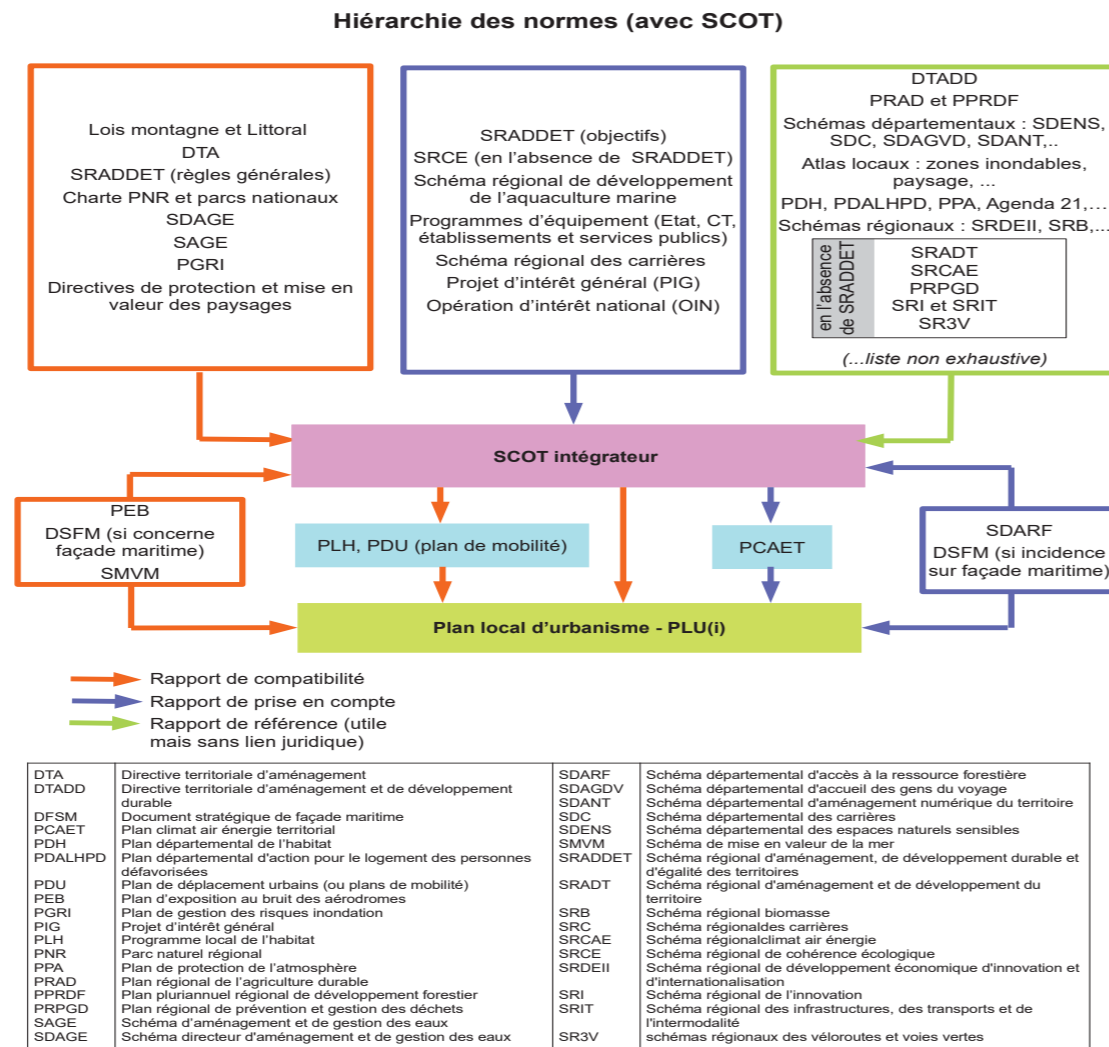 Hiérarchie des normes (avec SCOT)
Lois montagne et Littoral
DTA
SRADDET (règles générales)
Charte PNR et parcs nationaux
SDAGE
SAGE
PGRI
Directives de protection et mise en
valeur des paysages
SRADDET (objectifs)
SRCE (en l'absence de SRADDET)
Schéma régional de développement
de l'aquaculture marine
Programmes d'équipement (Etat, CT,
établissements et services publics)
Schéma régional des carrières
Projet d'intérêt général (PIG)
Opération d'intérêt national (OIN)
DTADD
PRAD et PPRDF
Schémas départementaux : SDENS,
SDC, SDAGVD, SDANT,..
Atlas locaux : zones inondables,
paysage, ...
PDH, PDALHPD, PPA, Agenda 21,...
Schémas régionaux : SRDEII, SRB,...
en l'absence
de SRADDET
SRADT
SRCAE
PRPGD
SRI et SRIT
SR3V
(...liste non exhaustive)
SCOT intégrateur
PEB
DSFM (si concerne
façade maritime)
SMVM
PLH, PDU (plan de mobilité)
PCAET
SDARF
DSFM (si incidence
sur façade maritime)
Plan local d'urbanisme - PLU(i)
Rapport de compatibilité
Rapport de prise en compte
Rapport de référence (utile
mais sans lien juridique)
DTA Directive territoriale d'aménagement
DTADD Directive territoriale d'aménagement et de développement
durable
DFSM Document stratégique de façade maritime
PCAET Plan climat air énergie territorial
PDH Plan départemental de l'habitat
PDALHPD Plan départemental d'action pour le logement des personnes
défavorisées
PDU Plan de déplacement urbains (ou plans de mobilité)
PEB Plan d'exposition au bruit des aérodromes
PGRI Plan de gestion des risques inondation
PIG Projet d'intérêt général
PLH Programme local de l'habitat
PNR Parc naturel régional
PPA Plan de protection de l'atmosphère
PRAD Plan régional de l'agriculture durable
PPRDF Plan pluriannuel régional de développement forestier
PRPGD Plan régional de prévention et gestion des déchets
SAGE Schéma d'aménagement et de gestion des eaux
SDAGE Schéma directeur d'aménagement et de gestion des eaux
SDARF Schéma départemental d'accès à la ressource forestière
SDAGDV Schéma départemental d'accueil des gens du voyage
SDANT Schéma départemental d'aménagement numérique du territoire
SDC Schéma départemental des carrières
SDENS Schéma départemental des espaces naturels sensibles
SMVM Schéma de mise en valeur de la mer
SRADDET Schéma régional d'aménagement, de développement durable et
d'égalité des territoires
SRADT Schéma régional d'aménagement et de développement du
territoire
SRB Schéma régional biomasse
SRC Schéma régionaldes carrières
SRCAE Schéma régionalclimat air énergie
SRCE Schéma régional de cohérence écologique
SRDEII Schéma régional de développement économique d'innovation et
d'internationalisation
SRI Schéma régional de l'innovation
SRIT Schéma régional des infrastructures, des transports et de
l'intermodalité
SR3V schémas régionaux des véloroutes et voies vertes